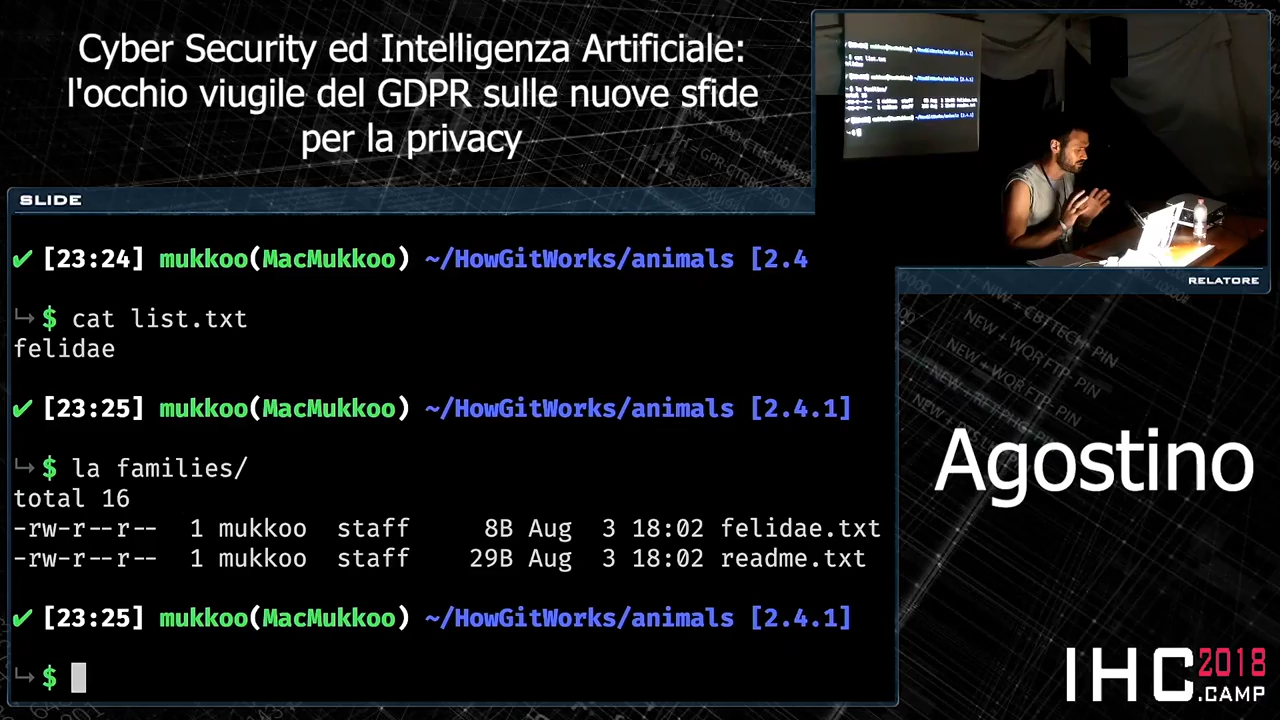 Cyber Security ed Intelligenza Artificiale:
l'occhio viugile del GDPR sulle nuove sfide
per la privacy
SLIDE
✔ [23:24] mukkoo(MacMukkoo) ~/HowGitWorks/animals [2.4
↪ $ cat list.txt
felidae
✔ [23:25] mukkoo(MacMukkoo) ~/HowGitWorks/animals [2.4.1]
↪ $ la families/
total 16
-rw-r--r-- 1 mukkoo staff 8B Aug 3 18:02 felidae.txt
-rw-r--r-- 1 mukkoo staff 29B Aug 3 18:02 readme.txt
✔ [23:25] mukkoo(MacMukkoo) ~/HowGitWorks/animals [2.4.1]
↪ $
RELATORE
Agostino
IHC 2018
.CAMP